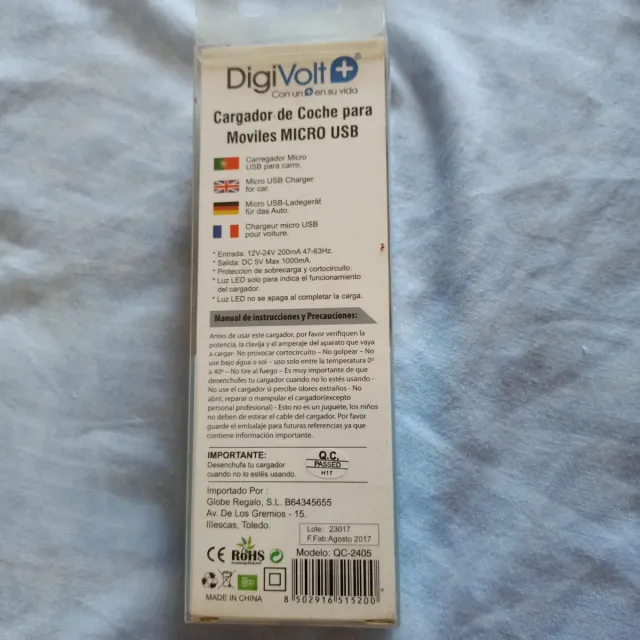 DigiVolt+®
Con un + en su vida
Cargador de Coche para
Moviles MICRO USB
Carregador Micro
USB para carro.
Micro USB Charger
for car.
Micro USB-Ladegerät
für das Auto.
Chargeur micro USB
pour voiture.
* Entrada: 12V-24V 200mA 47-63Hz.
* Salida: DC 5V Max 1000mA.
* Proteccion de sobrecarga y cortocircuito.
* Luz LED solo para indica el funcionamiento
del cargador.
* Luz LED no se apaga al completar la carga.
Manual de instrucciones y Precauciones:
Antes de usar este cargador, por favor verifiquen la
potencia, la clavija y el amperaje del aparato que vaya
a cargar- No provocar cortocircuito – No golpear – No
use bajo agua o sol – uso solo entre la temperatura 0º
a 40º – No tire al fuego – Es muy importante de que
desenchufes tu cargador cuando no lo estés usando -
No use el cargador si percibe olores extraños - No
abrir, reparar o manipular el cargador(excepto
personal profesional) - Esto no es un juguete, los niños
no deben de estirar el cable del cargador. Por favor
guarde el embalaje para futuras referencias ya que
contiene información importante.
IMPORTANTE:
Desenchufa tu cargador
cuando no lo estés usando.
Q.C.
PASSED
H17
Importado Por :
Globe Regalo, S.L. B64345655
Av. De Los Gremios - 15.
Illescas, Toledo.
Lote: 23017
F.Fab:Agosto 2017
CE RoHS
compliant
Modelo: QC-2405
Eco
MADE IN CHINA
8 502916 515200